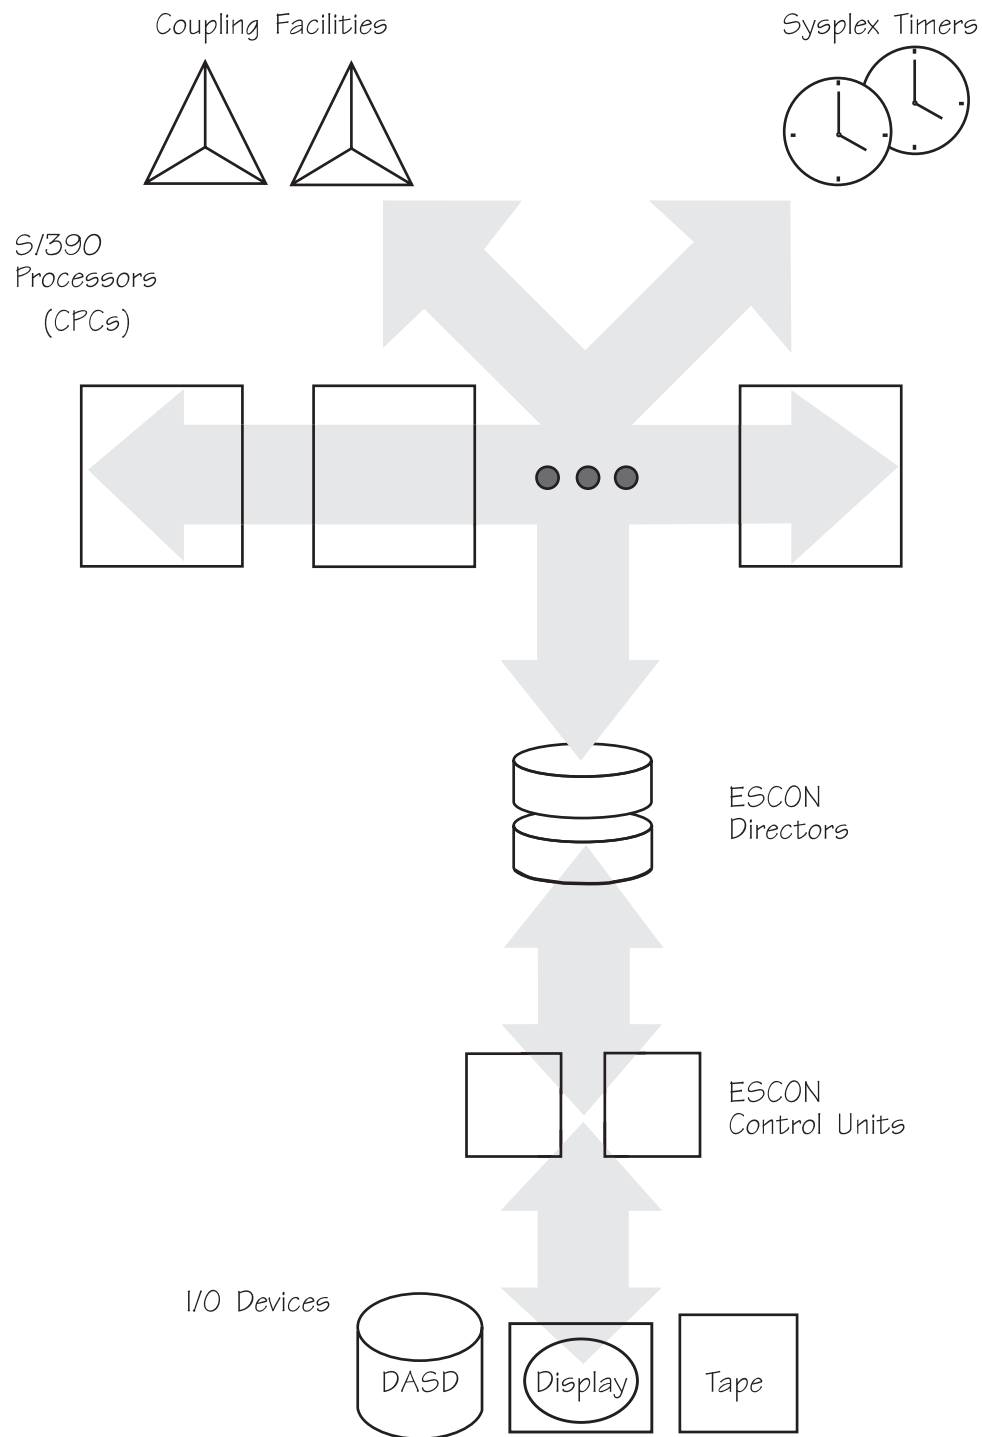 Coupling Facilities
Sysplex Timers
S/390
Processors
(CPCs)
ESCON
Directors
ESCON
Control Units
I/O Devices
DASD
Display
Tape